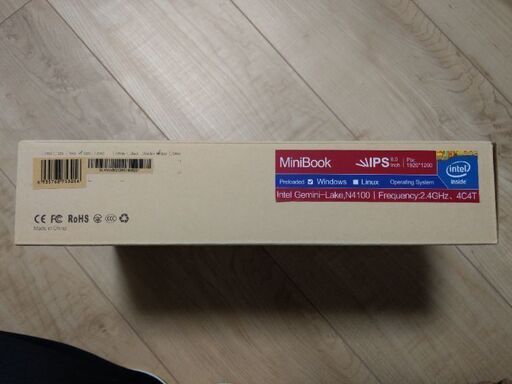 MiniBook
IPS 8.0 inch
Pix: 1920*1200
Preloaded Windows Linux Operating System
Intel Gemini-Lake,N4100 | Frequency:2.4GHz、4C4T
intel
inside
CE FC RoHS
Made in China